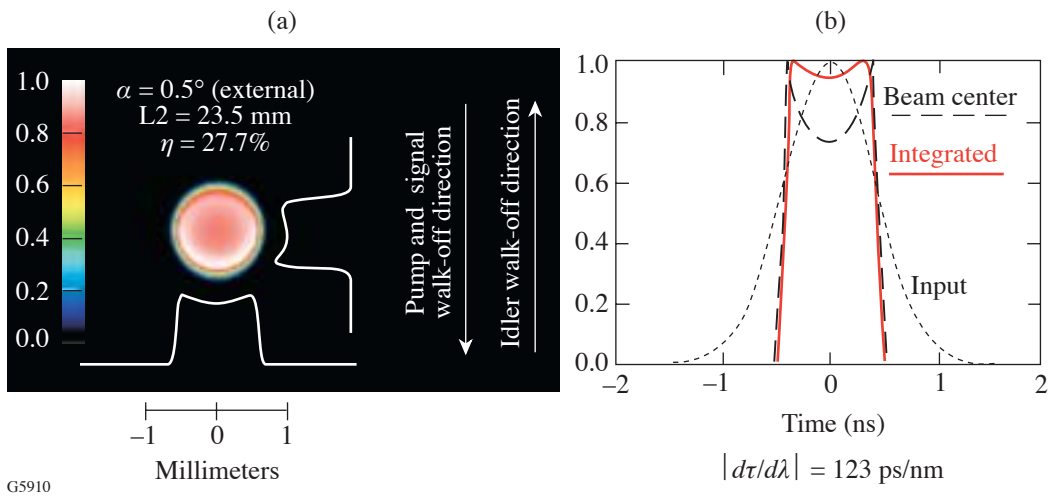 (a)
1.0
0.8
0.6
0.4
0.2
0.0
α = 0.5° (external)
L2 = 23.5 mm
η = 27.7%
Pump and signal
walk-off direction
Idler walk-off direction
–1 0 1
Millimeters
G5910
(b)
1.0
0.8
0.6
0.4
0.2
0.0
Beam center
Integrated
Input
–2 –1 0 1 2
Time (ns)
|dτ/dλ| = 123 ps/nm